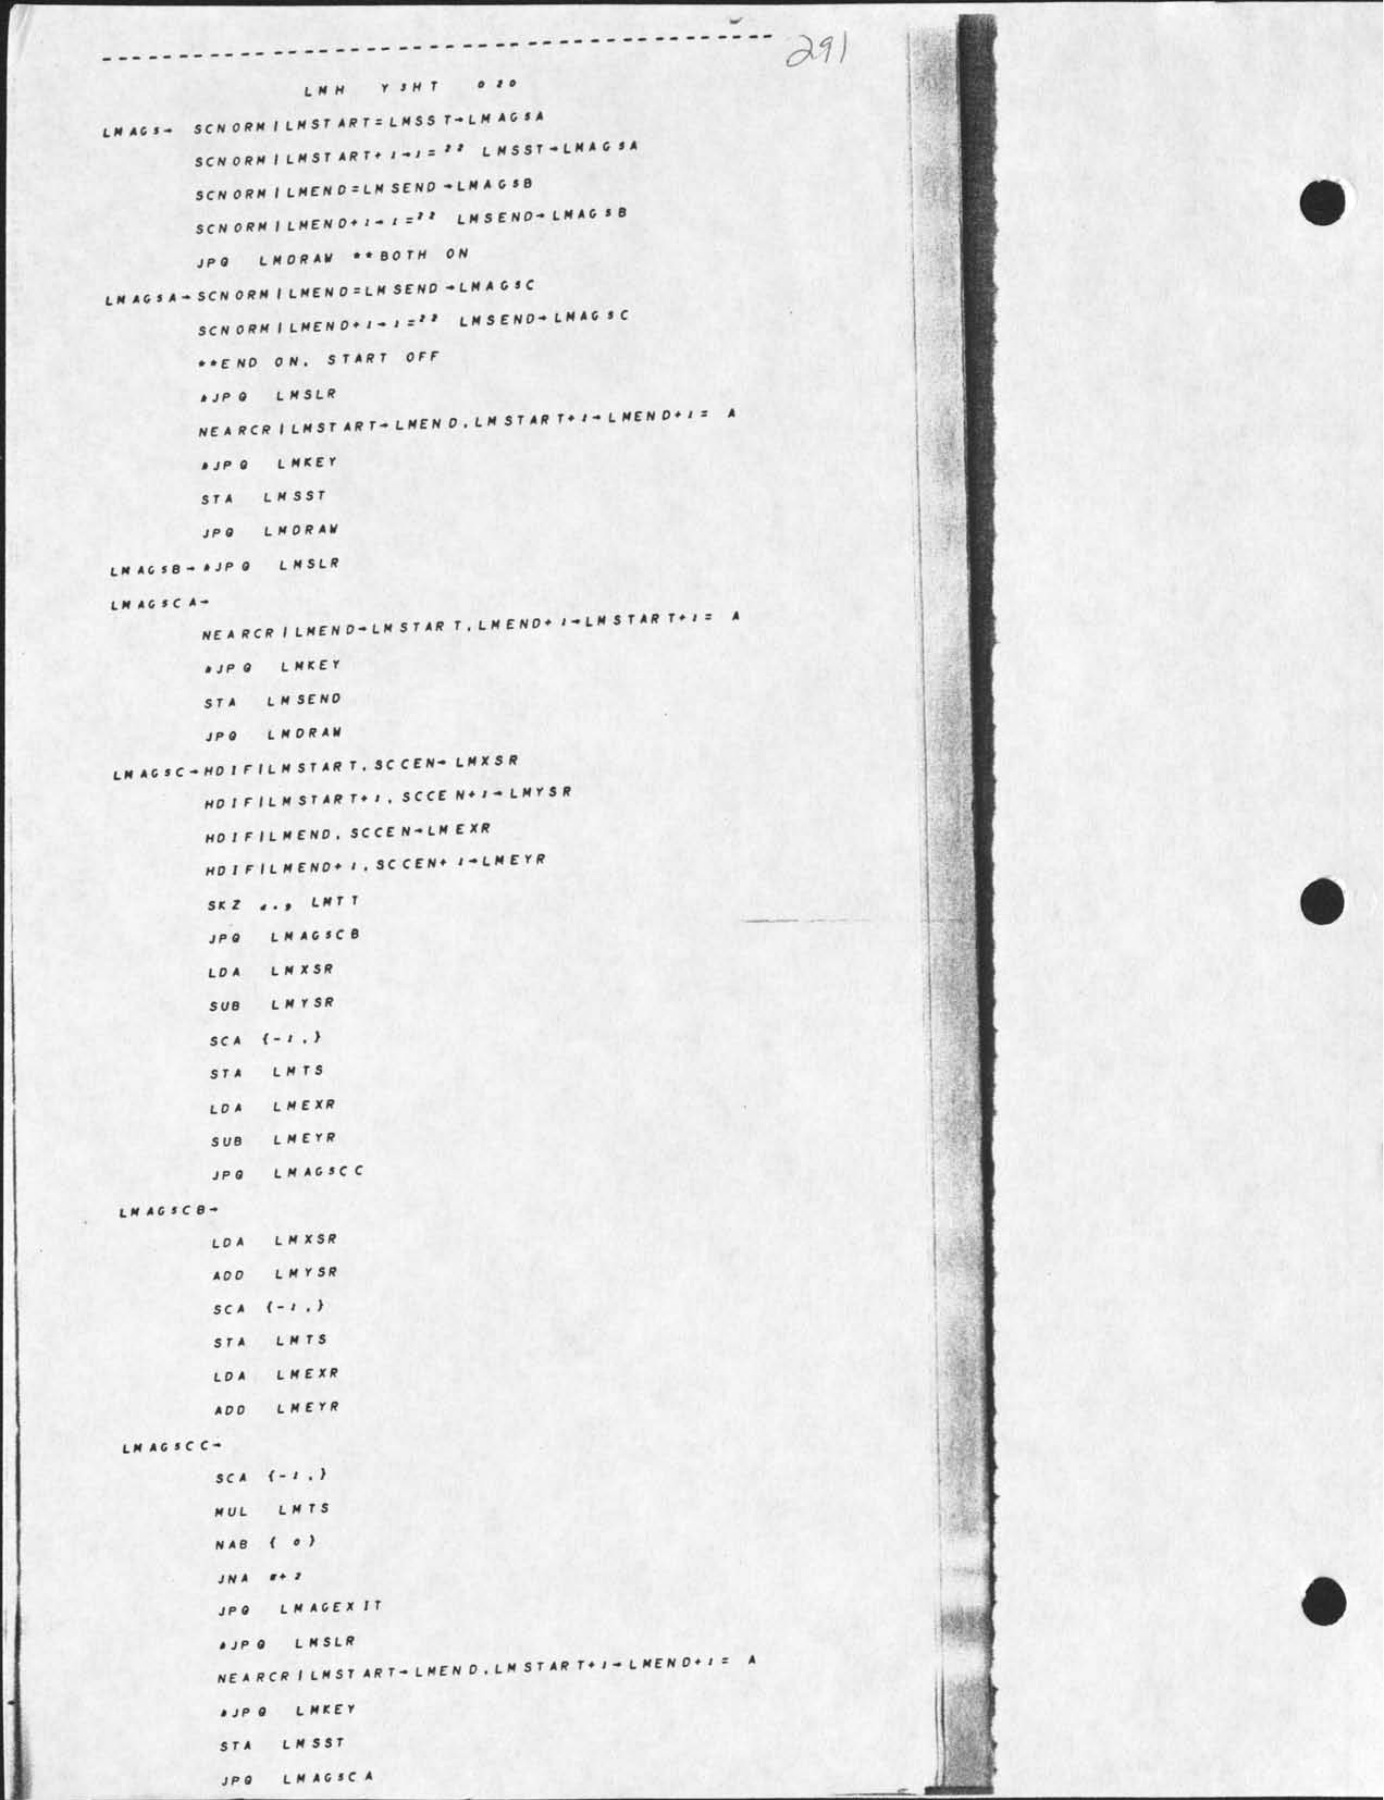 291
LMH Y3HT 020
LMAGS→ SCNORM|LMSTART=LMSST→LMAGSA
SCNORM|LMSTART+1→1=22 LMSST→LMAGSA
SCNORM|LMEND=LMSEND→LMAGSB
SCNORM|LMEND+1→1=22 LMSEND→LMAGSB
JPQ LMDRAW **BOTH ON
LMAGSA→SCNORM|LMEND=LMSEND→LMAGSC
SCNORM|LMEND+1→1=22 LMSEND→LMAGSC
**END ON, START OFF
*JPQ LMSLR
NEARCR|LMSTART→LMEND,LMSTART+1→LMEND+1= A
*JPQ LMKEY
STA LMSST
JPQ LMDRAW
LMAGSB→*JPQ LMSLR
LMAGSCA→
NEARCR|LMEND→LMSTART,LMEND+1→LMSTART+1= A
*JPQ LMKEY
STA LMSEND
JPQ LMDRAW
LMAGSC→HDIF|LMSTART,SCCEN→LMXSR
HDIF|LMSTART+1,SCCEN+1→LMYSR
HDIF|LMEND,SCCEN→LMEXR
HDIF|LMEND+1,SCCEN+1→LMEYR
SKZ LMTT
JPQ LMAGSCB
LDA LMXSR
SUB LMYSR
SCA {-1,}
STA LMTS
LDA LMEXR
SUB LMEYR
JPQ LMAGSCC
LMAGSCB→
LDA LMXSR
ADD LMYSR
SCA {-1,}
STA LMTS
LDA LMEXR
ADD LMEYR
LMAGSCC→
SCA {-1,}
MUL LMTS
NAB { 0}
JNA #+2
JPQ LMAGEXIT
*JPQ LMSLR
NEARCR|LMSTART→LMEND,LMSTART+1→LMEND+1= A
*JPQ LMKEY
STA LMSST
JPQ LMAGSCA